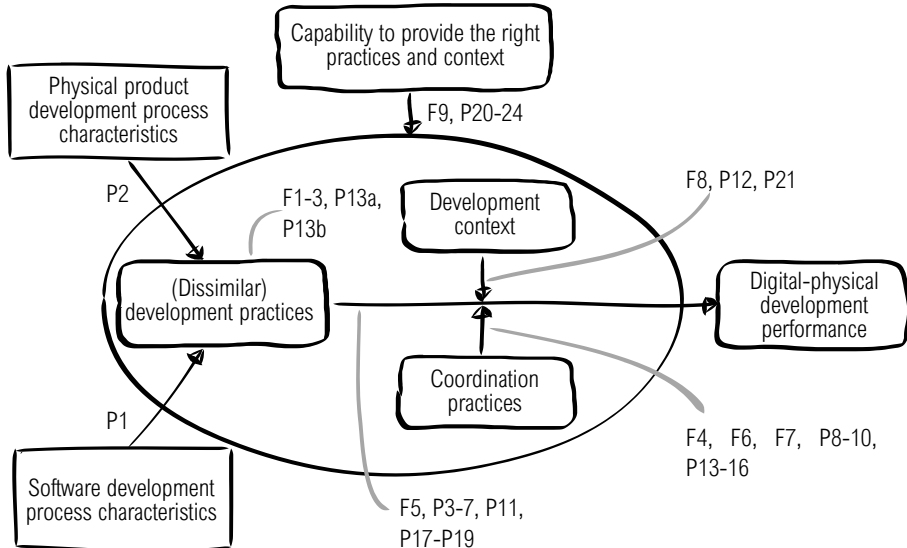 Capability to provide the right
practices and context
Physical product
development process
characteristics
F9, P20-24
P2
F1-3, P13a,
P13b
Development
context
F8, P12, P21
(Dissimilar)
development practices
Digital-physical
development
performance
Coordination
practices
P1
F4, F6, F7, P8-10,
P13-16
Software development
process characteristics
F5, P3-7, P11,
P17-P19